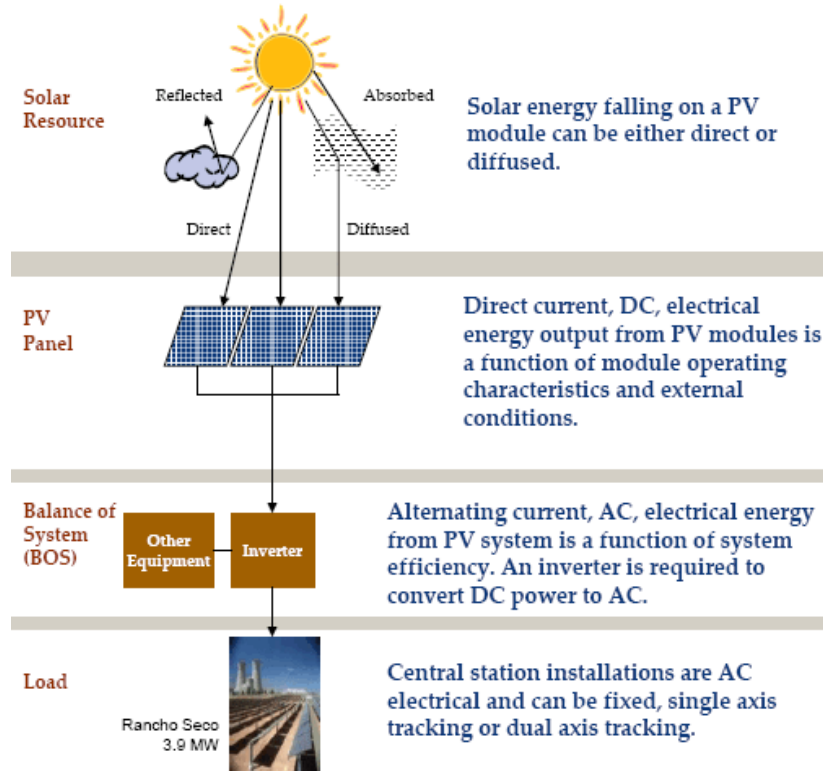 Solar
Resource
Reflected
Absorbed
Direct
Diffused
Solar energy falling on a PV
module can be either direct or
diffused.
PV
Panel
Direct current, DC, electrical
energy output from PV modules is
a function of module operating
characteristics and external
conditions.
Balance of
System
(BOS)
Other
Equipment
Inverter
Alternating current, AC, electrical energy
from PV system is a function of system
efficiency. An inverter is required to
convert DC power to AC.
Load
Rancho Seco
3.9 MW
Central station installations are AC
electrical and can be fixed, single axis
tracking or dual axis tracking.